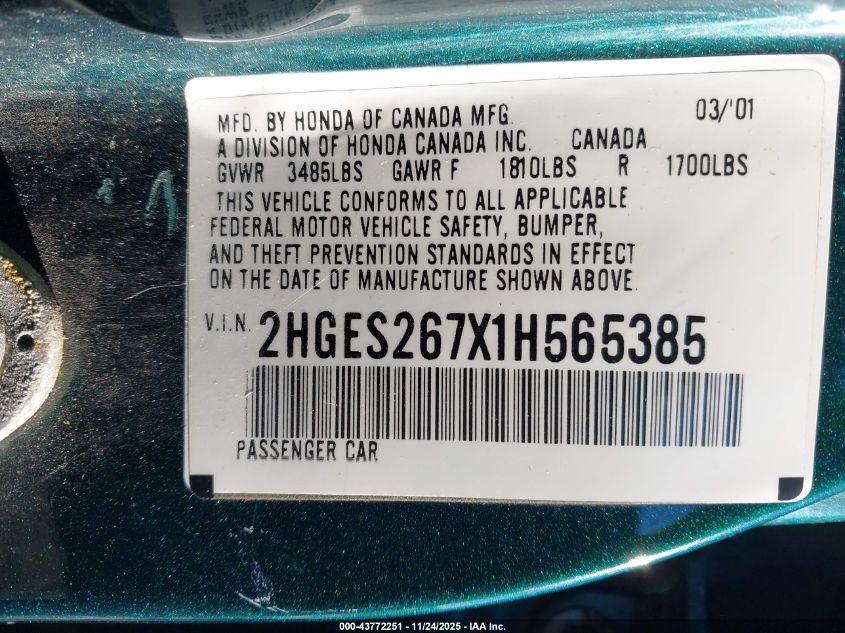 MFD. BY HONDA OF CANADA MFG. 03/'01
A DIVISION OF HONDA CANADA INC. CANADA
GVWR 3485LBS GAWR F 1810LBS R 1700LBS
THIS VEHICLE CONFORMS TO ALL APPLICABLE
FEDERAL MOTOR VEHICLE SAFETY, BUMPER,
AND THEFT PREVENTION STANDARDS IN EFFECT
ON THE DATE OF MANUFACTURE SHOWN ABOVE.
V.I.N. 2HGES267X1H565385
PASSENGER CAR
000-43772251 - 11/24/2025 - IAA Inc.